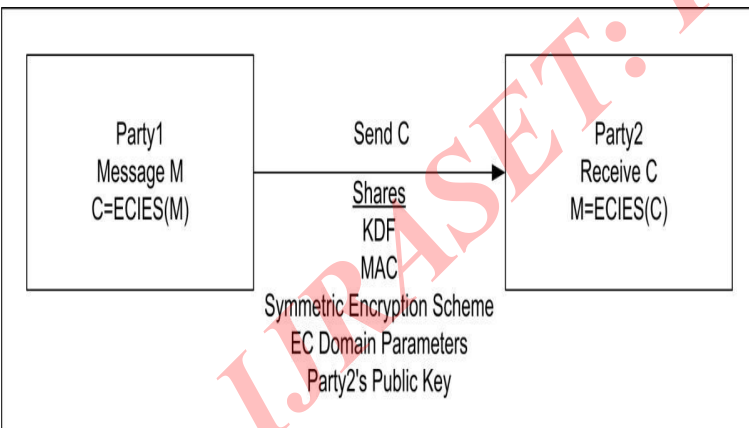 Party1
Message M
C=ECIES(M)
Send C
Shares
KDF
MAC
Symmetric Encryption Scheme
EC Domain Parameters
Party2's Public Key
Party2
Receive C
M=ECIES(C)
IJRASET: